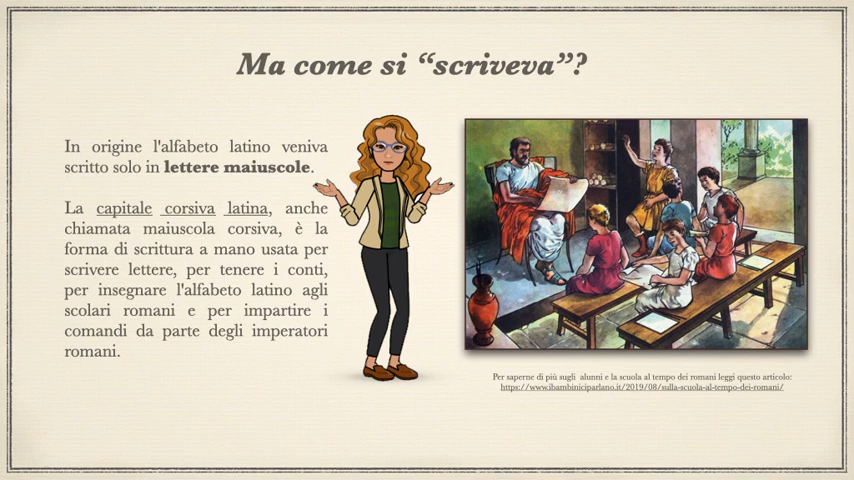 Ma come si “scriveva”?
In origine l'alfabeto latino veniva
scritto solo in lettere maiuscole.
La capitale corsiva latina, anche
chiamata maiuscola corsiva, è la
forma di scrittura a mano usata per
scrivere lettere, per tenere i conti,
per insegnare l'alfabeto latino agli
scolari romani e per impartire i
comandi da parte degli imperatori
romani.
Per saperne di più sugli alunni e la scuola al tempo dei romani leggi questo articolo:
https://www.ibambiniciparlano.it/2019/08/sulla-scuola-al-tempo-dei-romani/